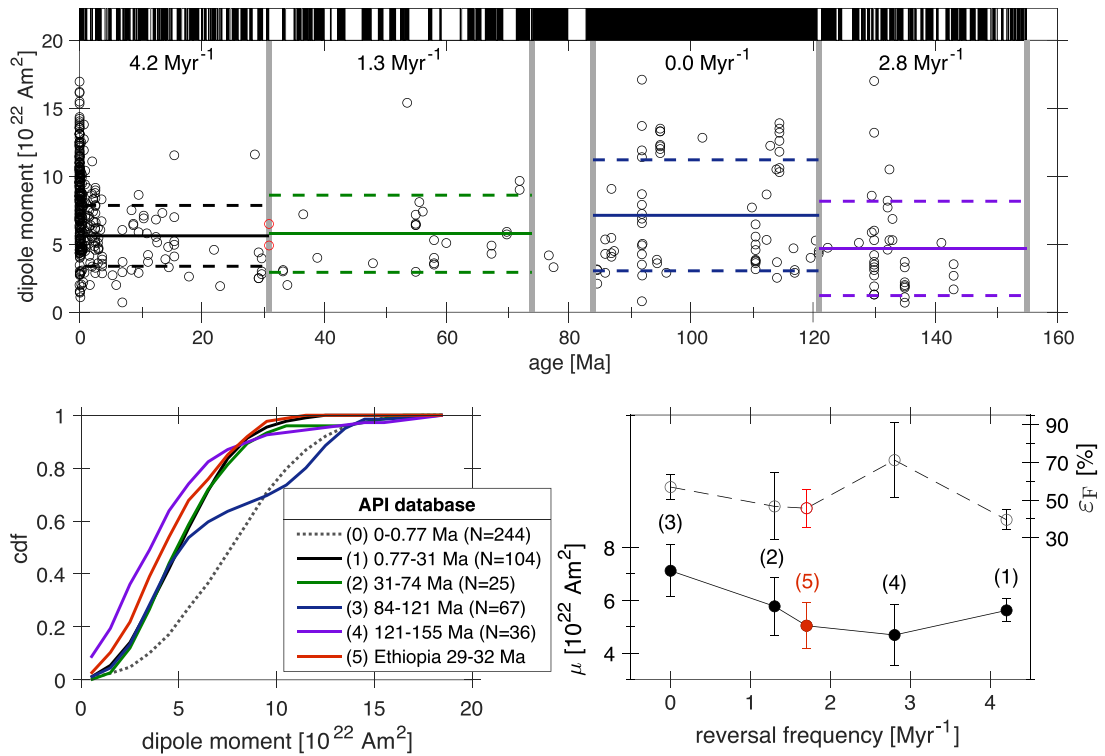 4.2 Myr⁻¹ 1.3 Myr⁻¹ 0.0 Myr⁻¹ 2.8 Myr⁻¹
20
15
10
5
0
dipole moment [10²² Am²]
0 20 40 60 80 100 120 140 160
age [Ma]
1
0.8
0.6
0.4
0.2
0
cdf
API database
(0) 0-0.77 Ma (N=244)
(1) 0.77-31 Ma (N=104)
(2) 31-74 Ma (N=25)
(3) 84-121 Ma (N=67)
(4) 121-155 Ma (N=36)
(5) Ethiopia 29-32 Ma
0 5 10 15 20
dipole moment [10²² Am²]
90
70
50
30
ε_F [%]
(3)
(2)
(5)
(4)
(1)
8
6
4
μ [10²² Am²]
0 1 2 3 4
reversal frequency [Myr⁻¹]